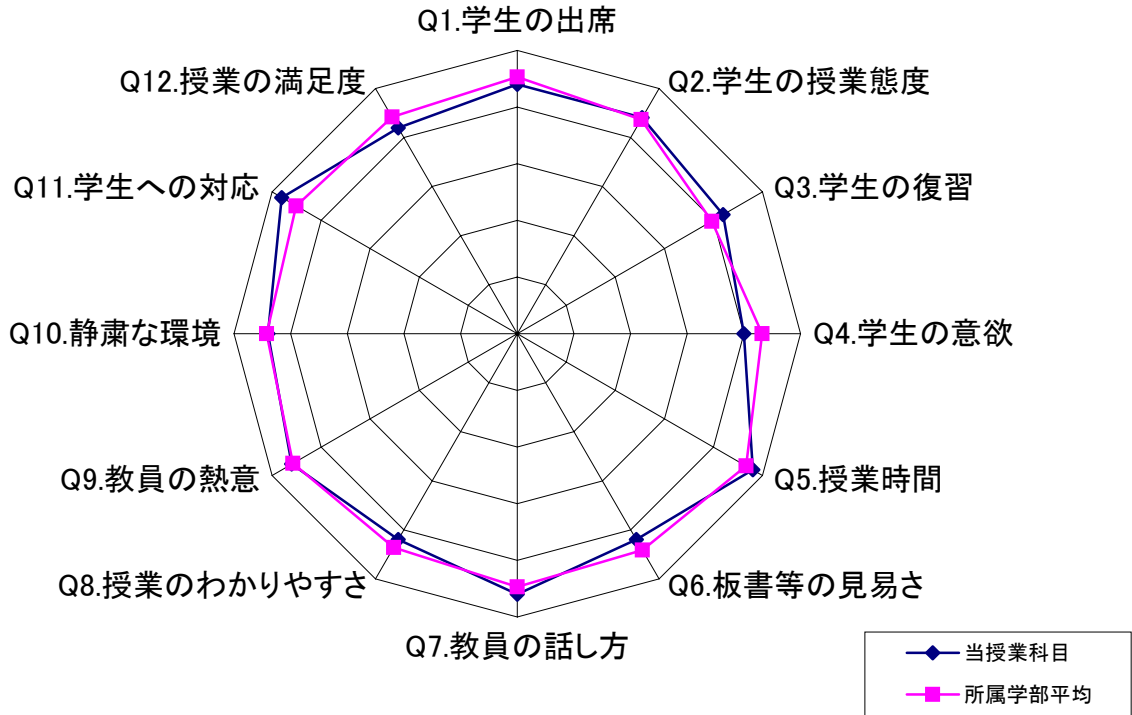 Q1.学生の出席
Q2.学生の授業態度
Q3.学生の復習
Q4.学生の意欲
Q5.授業時間
Q6.板書等の見易さ
Q7.教員の話し方
Q8.授業のわかりやすさ
Q9.教員の熱意
Q10.静粛な環境
Q11.学生への対応
Q12.授業の満足度
当授業科目
所属学部平均